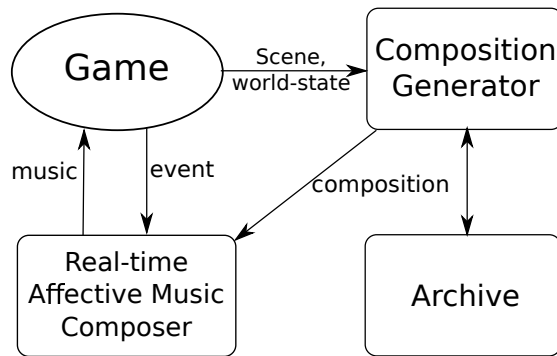 Game
Scene,
world-state
Composition
Generator
music
event
composition
Real-time
Affective Music
Composer
Archive